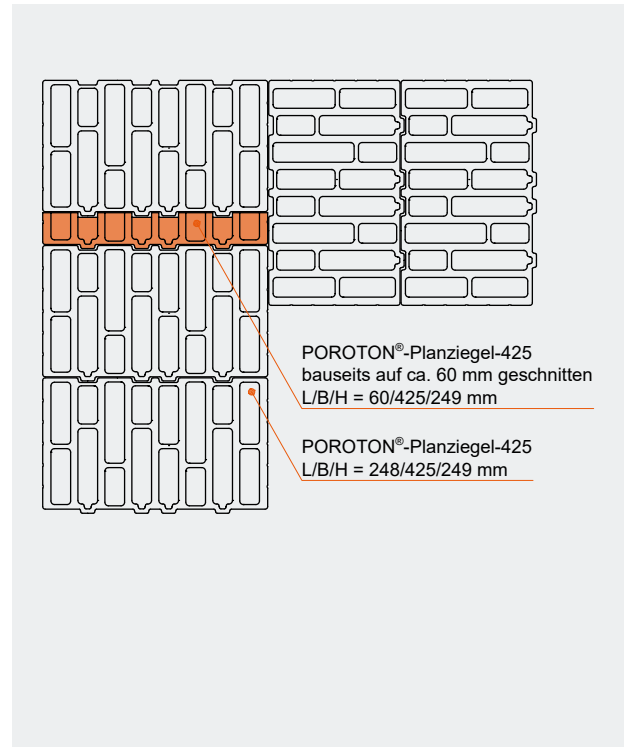 POROTON®-Planziegel-425
bauseits auf ca. 60 mm geschnitten
L/B/H = 60/425/249 mm
POROTON®-Planziegel-425
L/B/H = 248/425/249 mm